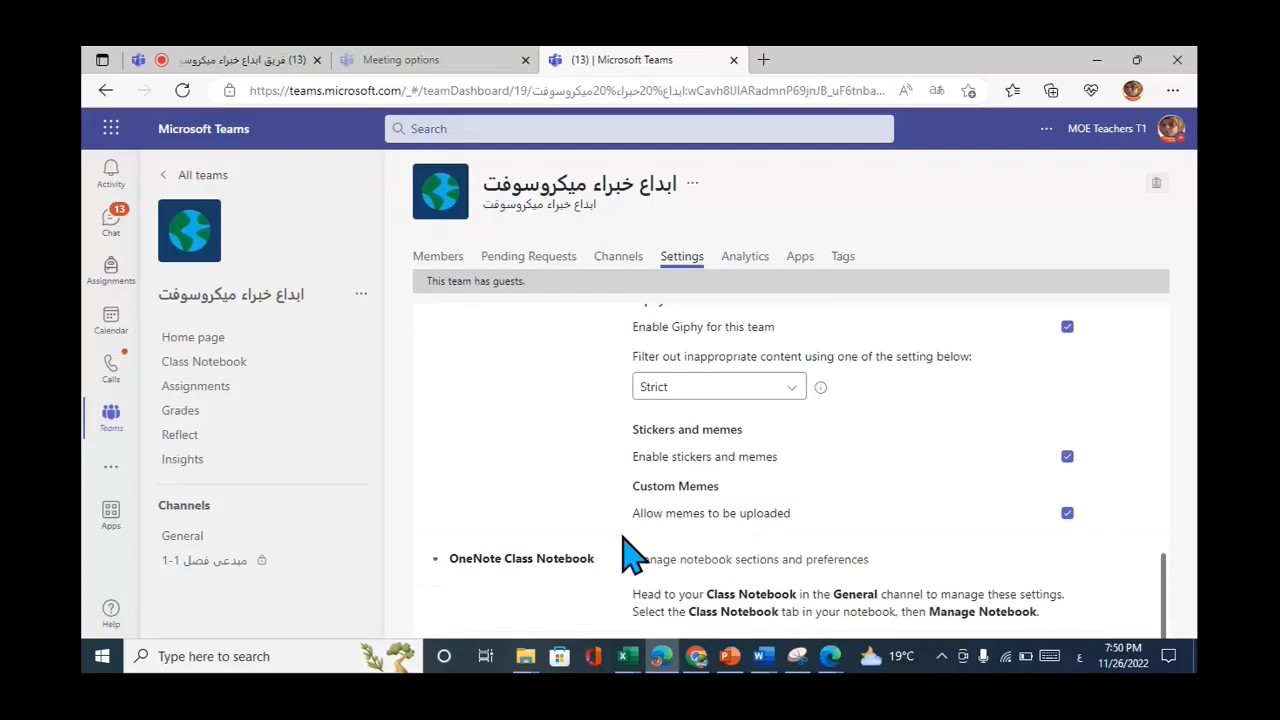 (13) فريق ابداع خبراء ميكروسو
Meeting options
(13) | Microsoft Teams
https://teams.microsoft.com/_#/teamDashboard/19/ابداع%20خبراء%20ميكروسوفت:wCavh8IJIARadmnP69jnJB_uF6tnba...
Microsoft Teams
Search
MOE Teachers T1
Activity
13
Chat
Assignments
Calendar
Calls
Teams
Apps
Help
All teams
ابداع خبراء ميكروسوفت
Home page
Class Notebook
Assignments
Grades
Reflect
Insights
Channels
General
مبدعى فصل 1-1
ابداع خبراء ميكروسوفت ...
ابداع خبراء ميكروسوفت
Members Pending Requests Channels Settings Analytics Apps Tags
This team has guests.
Enable Giphy for this team
Filter out inappropriate content using one of the setting below:
Strict
Stickers and memes
Enable stickers and memes
Custom Memes
Allow memes to be uploaded
OneNote Class Notebook
notebook sections and preferences
Head to your Class Notebook in the General channel to manage these settings.
Select the Class Notebook tab in your notebook, then Manage Notebook.
Type here to search
19°C
ع
7:50 PM
11/26/2022